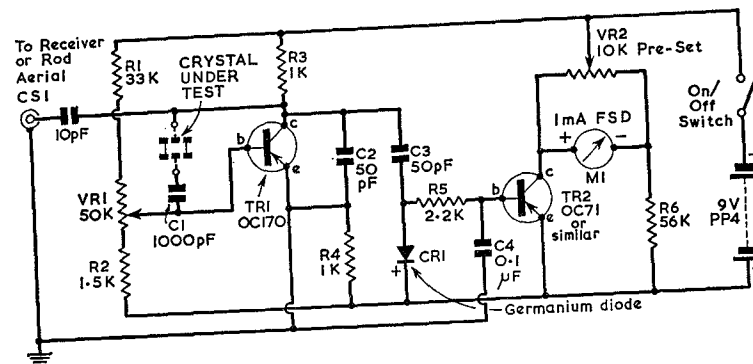 To Receiver
or Rod
Aerial
CS1
10pF
R1
33K
CRYSTAL
UNDER
TEST
R3
1K
VR1
50K
C1
1000pF
R2
1.5K
b
c
e
TR1
OC170
C2
50
pF
C3
50pF
R4
1K
R5
2.2K
+
CR1
Germanium diode
C4
0.1
µF
b
c
e
TR2
OC71
or
similar
VR2
10K Pre-Set
1mA FSD
+
-
M1
R6
56K
On/
Off
Switch
-
9V
PP4
+